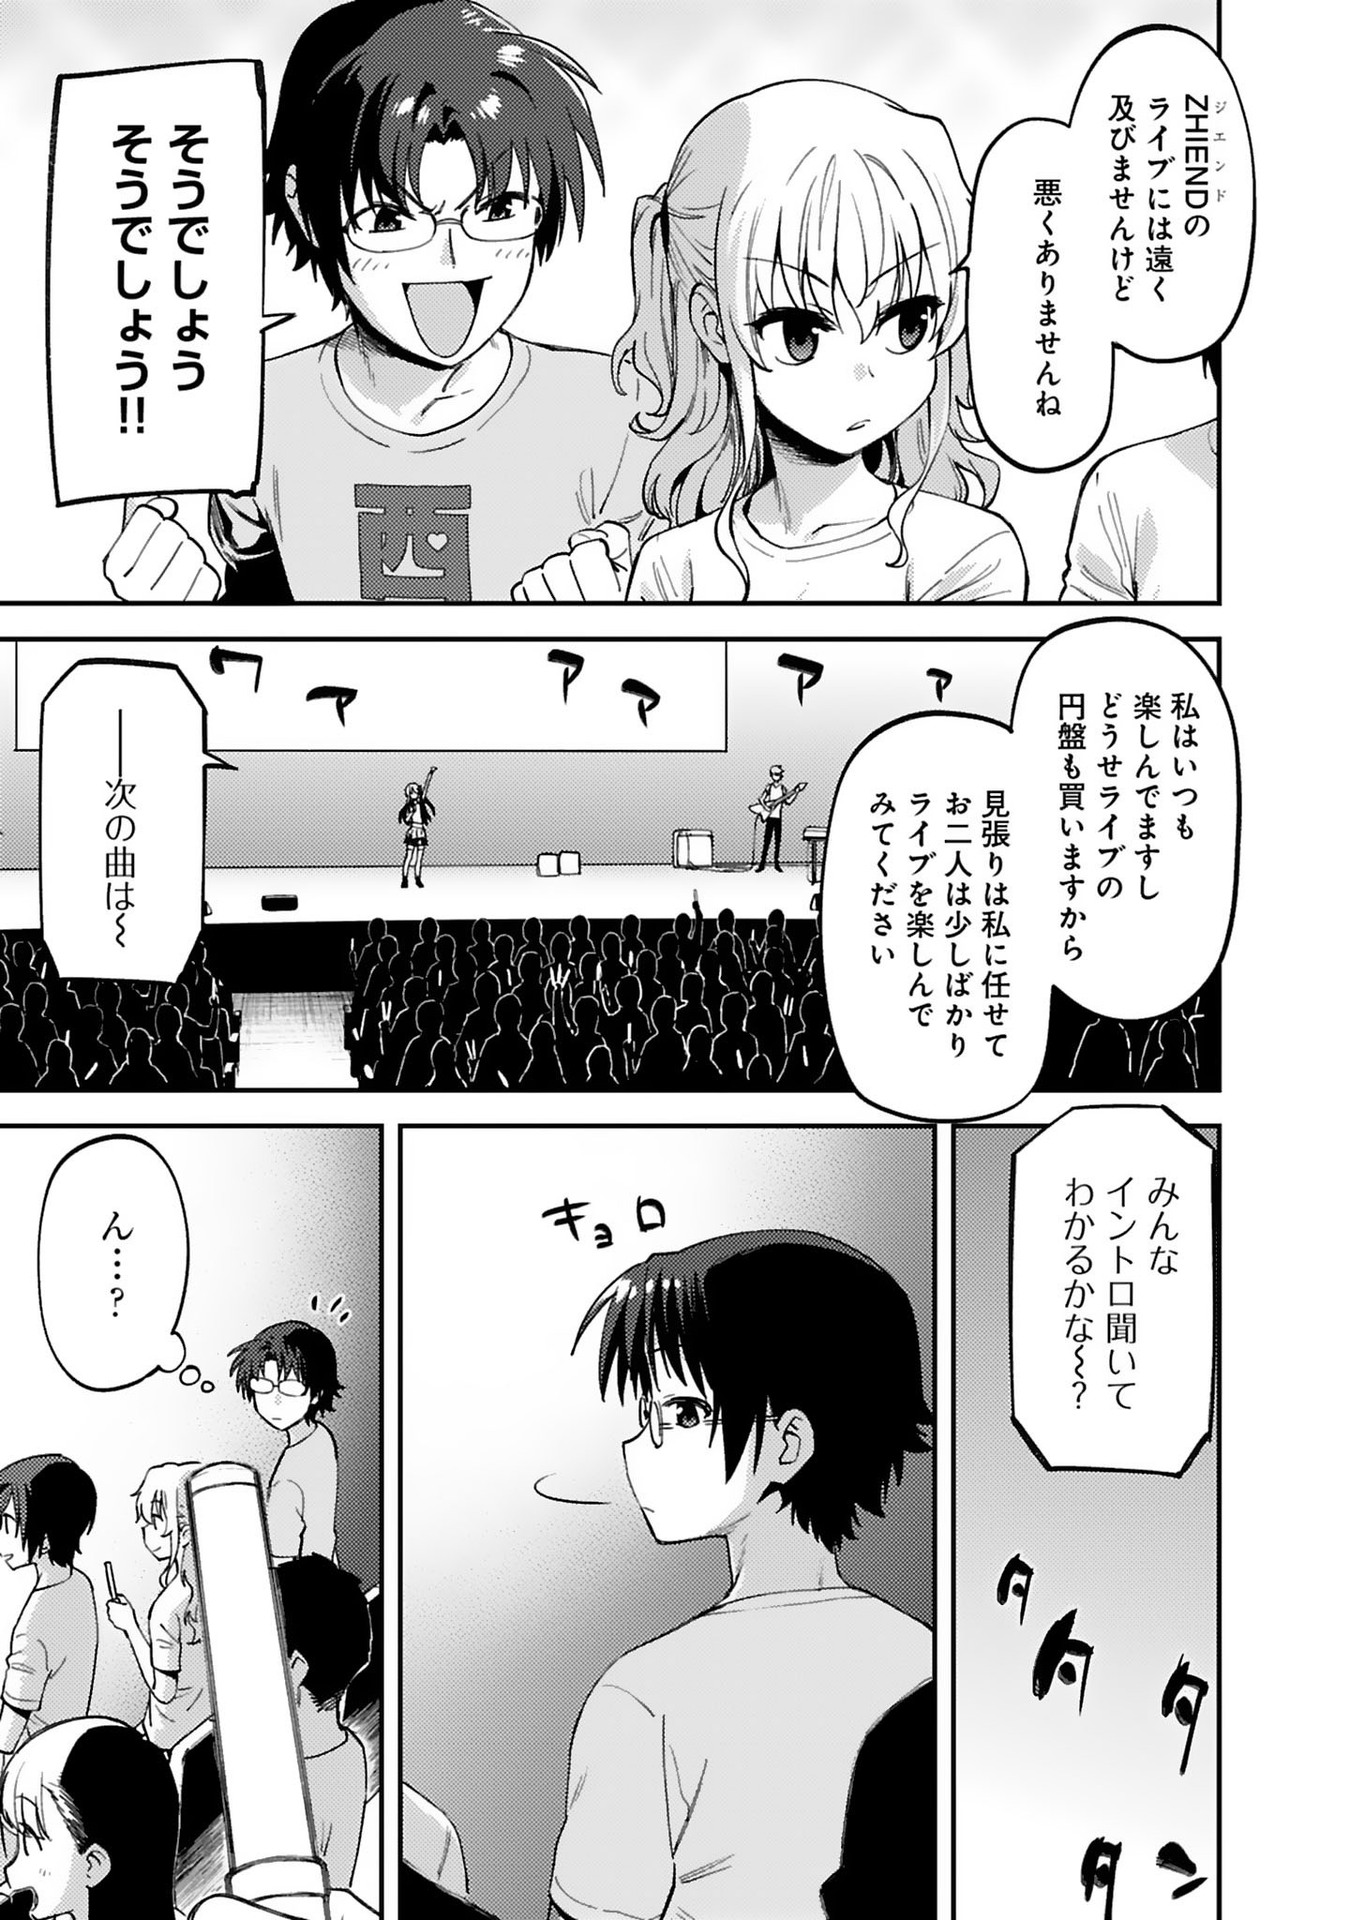 ZHIENDの
ジエンド
ライブには遠く
及びませんけど
悪くありませんね
そうでしょう
そうでしょう!!
西
私はいつも
楽しんでますし
どうせライブの
円盤も買いますから
見張りは私に任せて
お二人は少しばかり
ライブを楽しんで
みてください
ワァァァァァ
――次の曲は〜
みんな
イントロ聞いて
わかるかな〜?
タタタタン
キョロ
ん…?